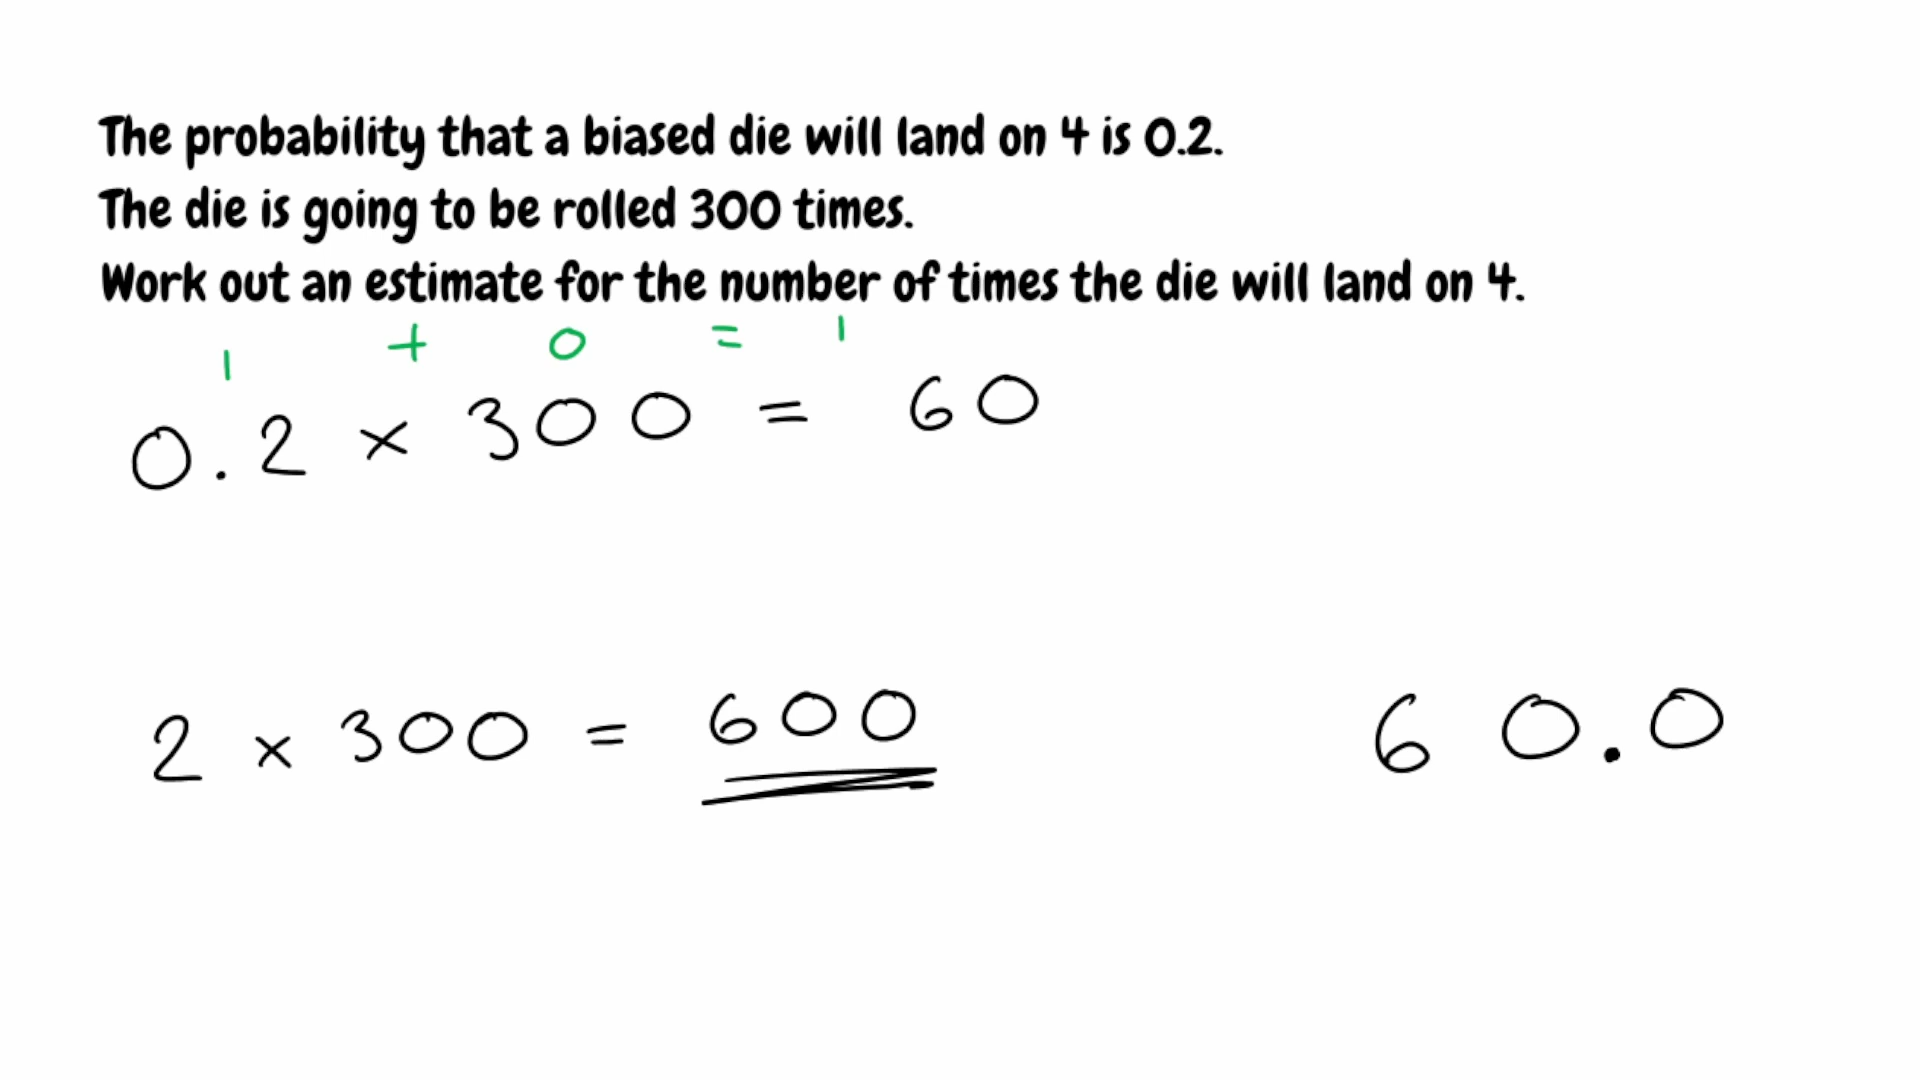 The probability that a biased die will land on 4 is 0.2.
The die is going to be rolled 300 times.
Work out an estimate for the number of times the die will land on 4.
1 + 0 = 1
0.2 × 300 = 60
2 × 300 = 600
60.0